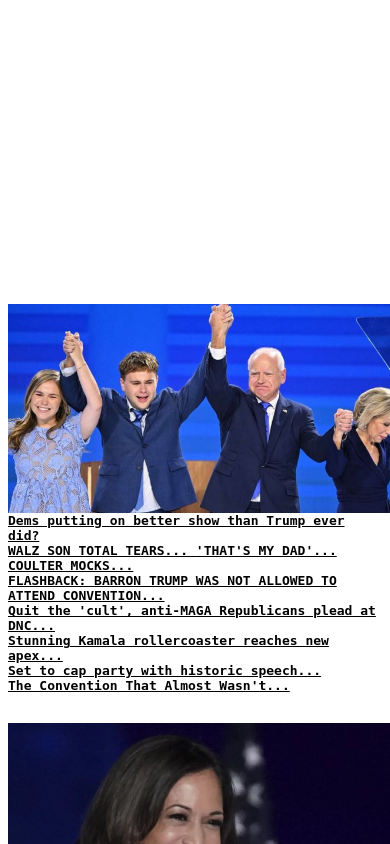 Dems putting on better show than Trump ever
did?
WALZ SON TOTAL TEARS... 'THAT'S MY DAD'...
COULTER MOCKS...
FLASHBACK: BARRON TRUMP WAS NOT ALLOWED TO
ATTEND CONVENTION...
Quit the 'cult', anti-MAGA Republicans plead at
DNC...
Stunning Kamala rollercoaster reaches new
apex...
Set to cap party with historic speech...
The Convention That Almost Wasn't...